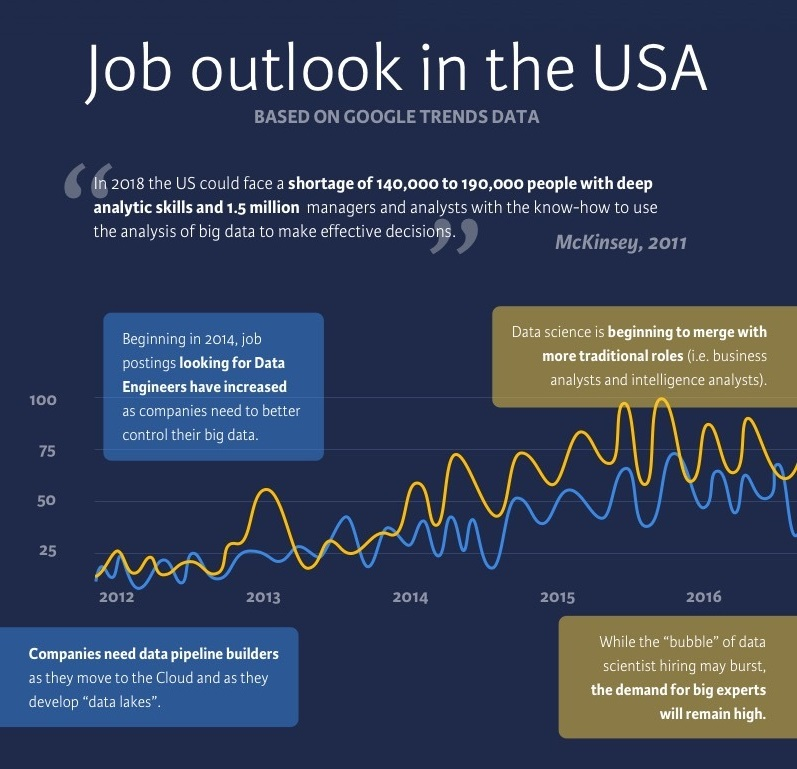 Job outlook in the USA
BASED ON GOOGLE TRENDS DATA
“In 2018 the US could face a shortage of 140,000 to 190,000 people with deep
analytic skills and 1.5 million managers and analysts with the know-how to use
the analysis of big data to make effective decisions.”
McKinsey, 2011
Beginning in 2014, job
postings looking for Data
Engineers have increased
as companies need to better
control their big data.
Data science is beginning to merge with
more traditional roles (i.e. business
analysts and intelligence analysts).
100
75
50
25
2012 2013 2014 2015 2016
Companies need data pipeline builders
as they move to the Cloud and as they
develop “data lakes”.
While the “bubble” of data
scientist hiring may burst,
the demand for big experts
will remain high.